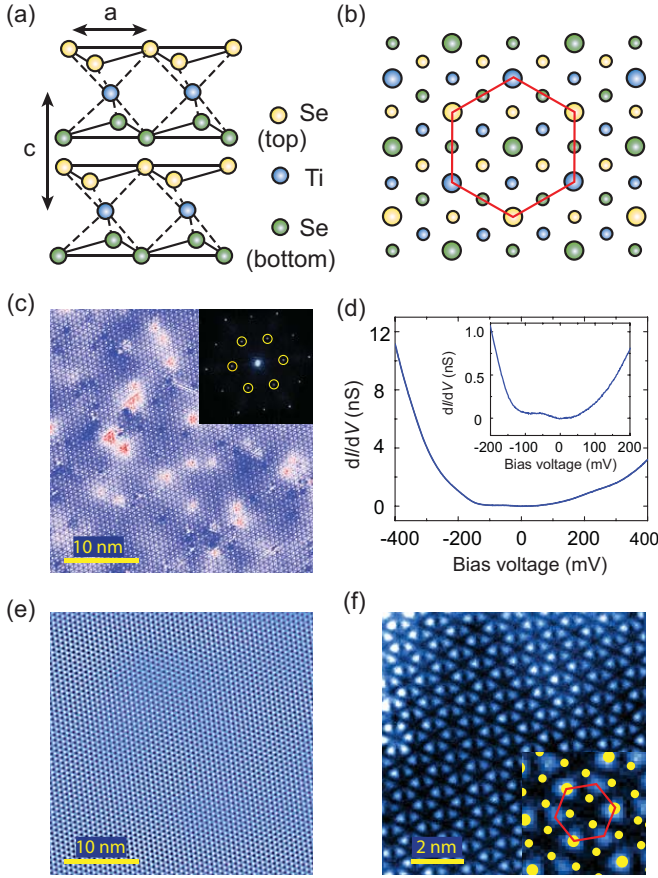 (a)
a
c
Se
(top)
Ti
Se
(bottom)
(b)
(c)
10 nm
(d)
12
8
4
0
-400
-200
0
200
400
dI/dV (nS)
Bias voltage (mV)
1.0
0.5
0
-200
-100
0
100
200
dI/dV (nS)
Bias voltage (mV)
(e)
10 nm
(f)
2 nm